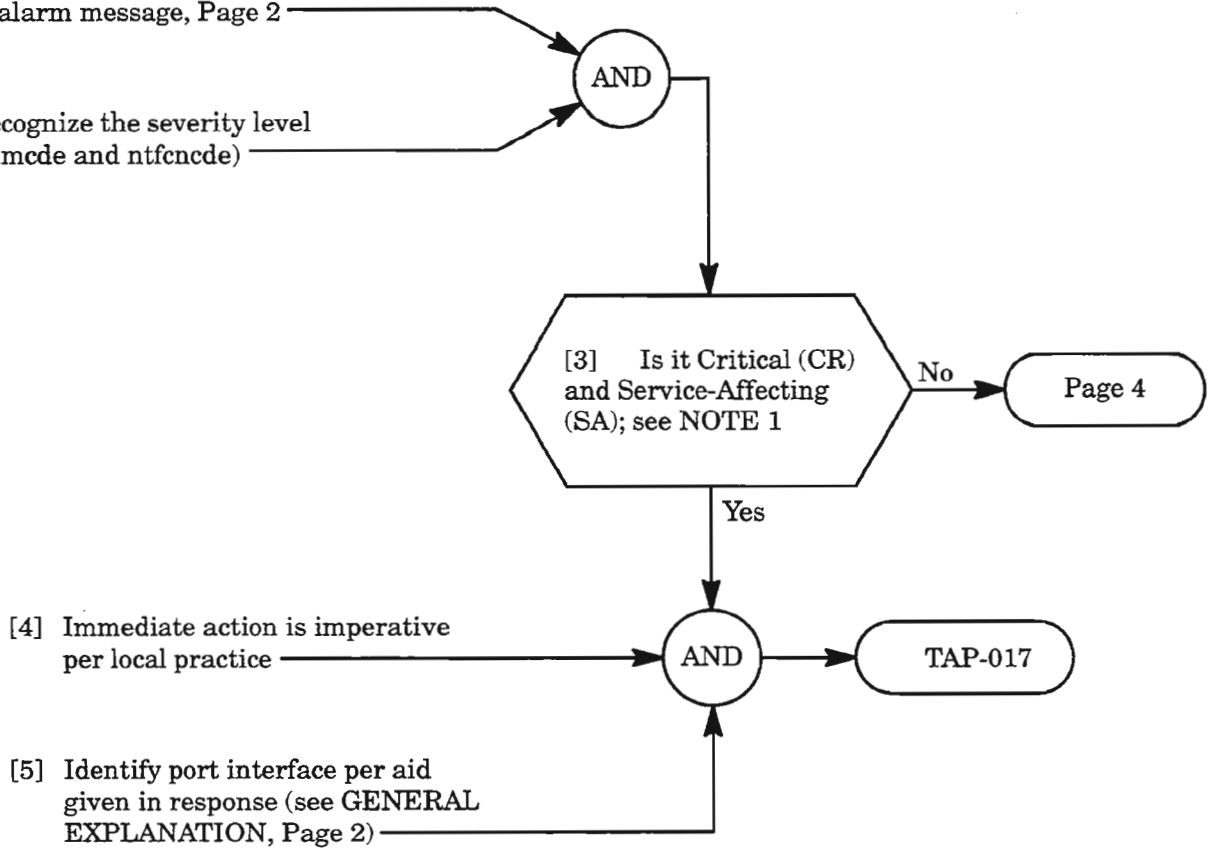 alarm message, Page 2
AND
ecognize the severity level
mcde and ntfcncde)
[3] Is it Critical (CR)
and Service-Affecting
(SA); see NOTE 1
No
Page 4
Yes
[4] Immediate action is imperative
per local practice
AND
TAP-017
[5] Identify port interface per aid
given in response (see GENERAL
EXPLANATION, Page 2)